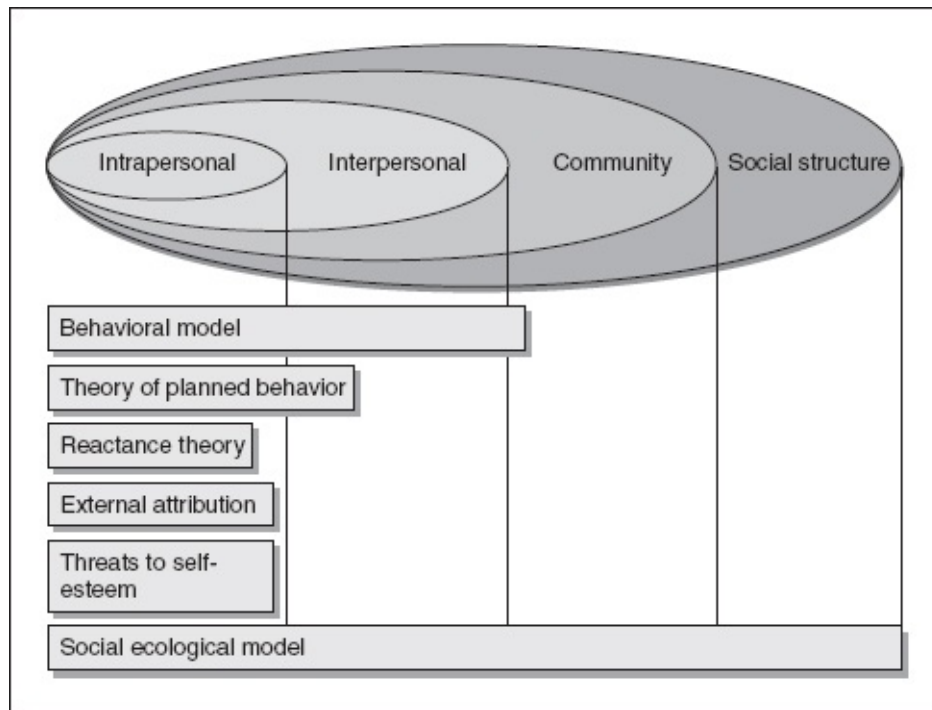 Intrapersonal Interpersonal Community Social structure
Behavioral model
Theory of planned behavior
Reactance theory
External attribution
Threats to self-
esteem
Social ecological model